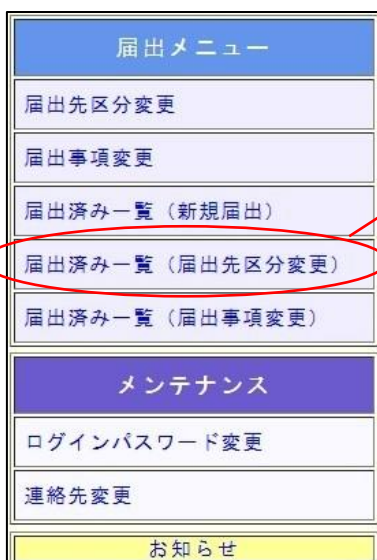 届出メニュー
届出先区分変更
届出事項変更
届出済み一覧（新規届出）
届出済み一覧（届出先区分変更）
届出済み一覧（届出事項変更）
メンテナンス
ログインパスワード変更
連絡先変更
お知らせ